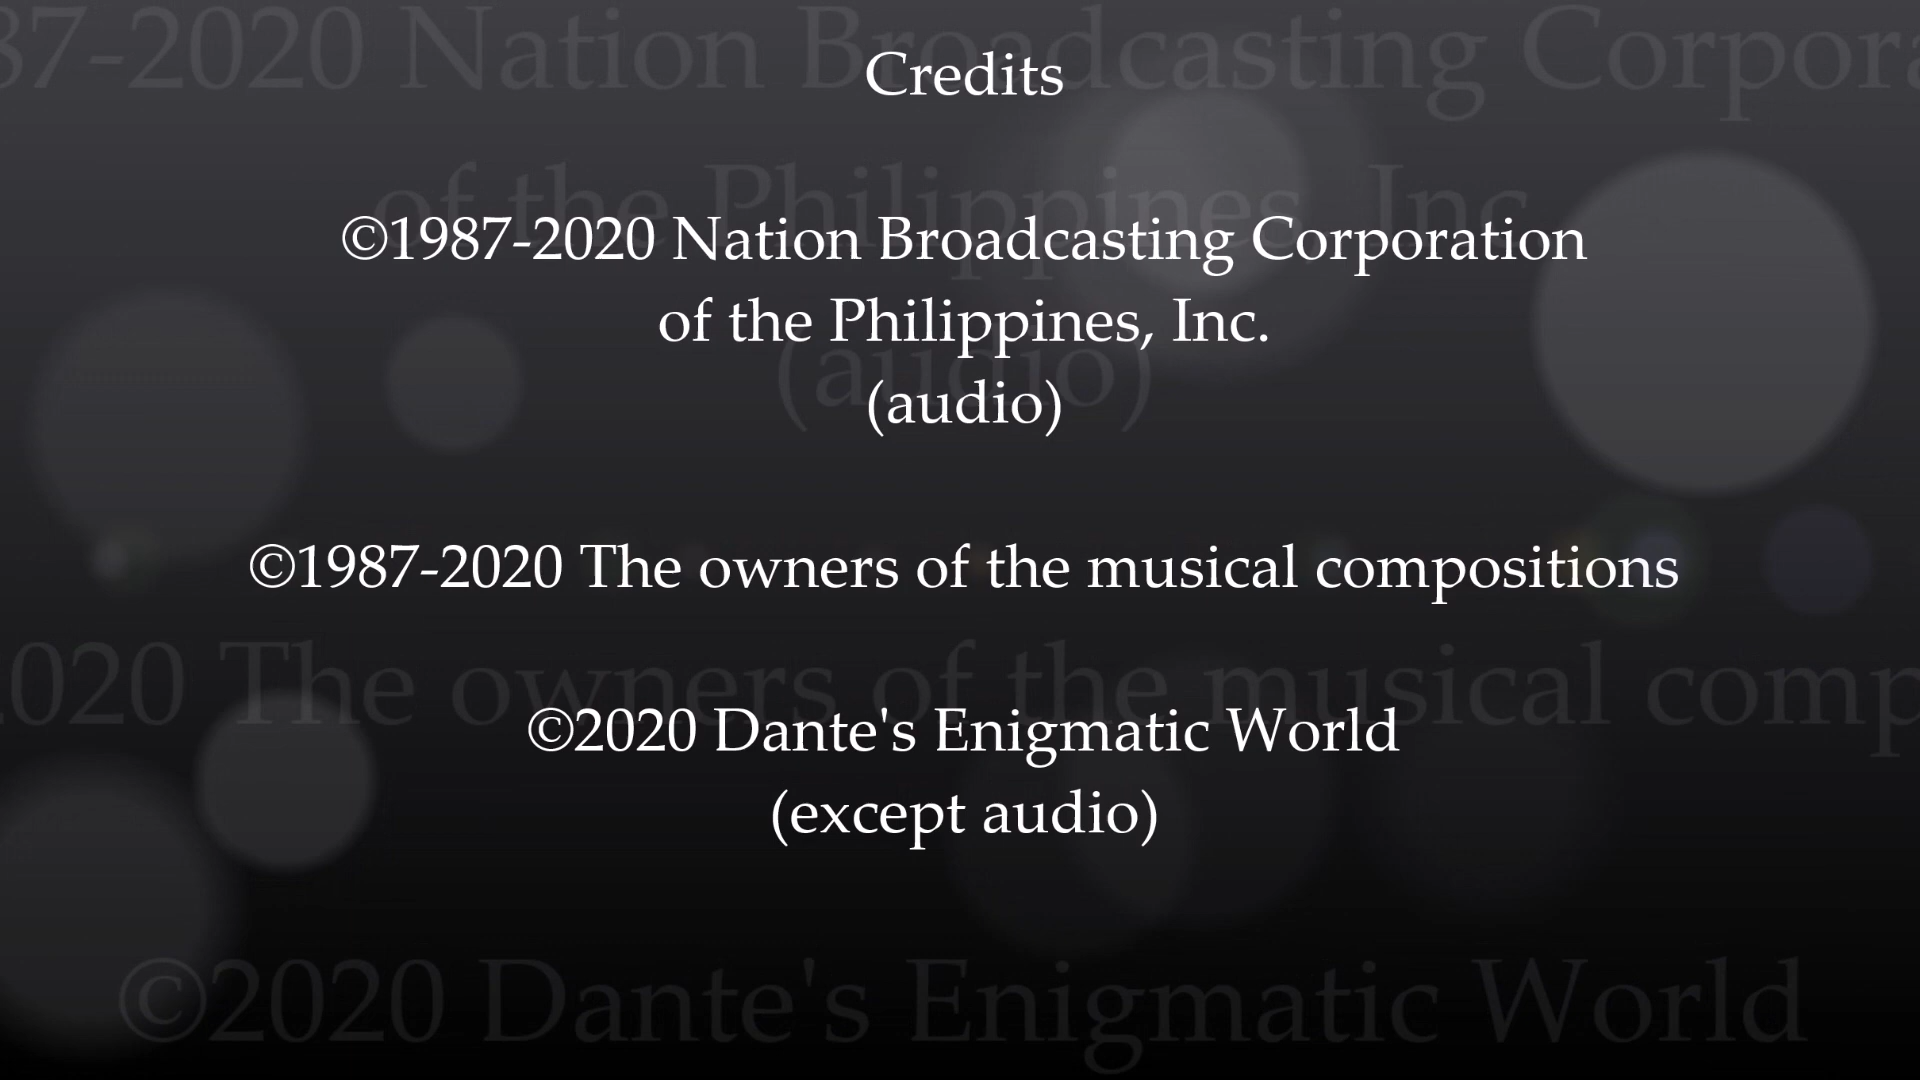 Credits
©1987-2020 Nation Broadcasting Corporation
of the Philippines, Inc.
(audio)
©1987-2020 The owners of the musical compositions
©2020 Dante's Enigmatic World
(except audio)